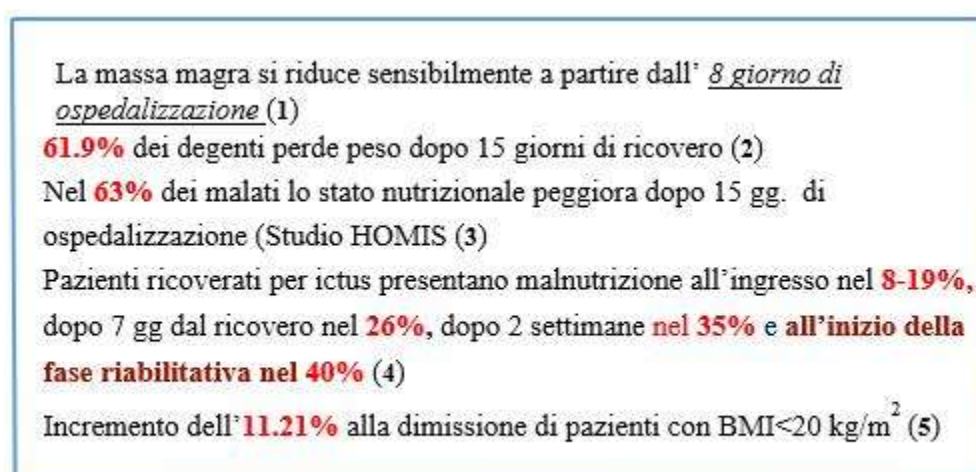 La massa magra si riduce sensibilmente a partire dall' 8 giorno di
ospedalizzazione (1)
61.9% dei degenti perde peso dopo 15 giorni di ricovero (2)
Nel 63% dei malati lo stato nutrizionale peggiora dopo 15 gg. di
ospedalizzazione (Studio HOMIS (3)
Pazienti ricoverati per ictus presentano malnutrizione all'ingresso nel 8-19%,
dopo 7 gg dal ricovero nel 26%, dopo 2 settimane nel 35% e all'inizio della
fase riabilitativa nel 40% (4)
Incremento dell'11.21% alla dimissione di pazienti con BMI<20 kg/m² (5)